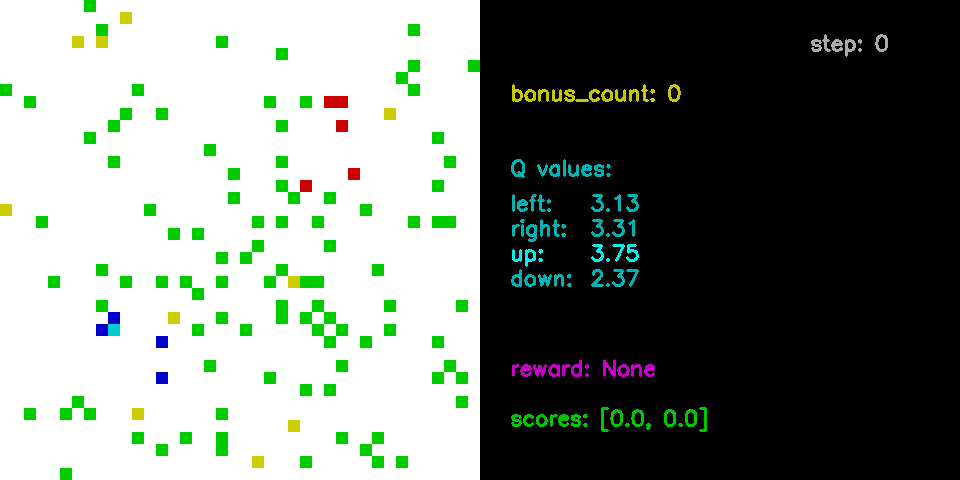 step: 0
bonus_count: 0
Q values:
left: 3.13
right: 3.31
up: 3.75
down: 2.37
reward: None
scores: [0.0, 0.0]